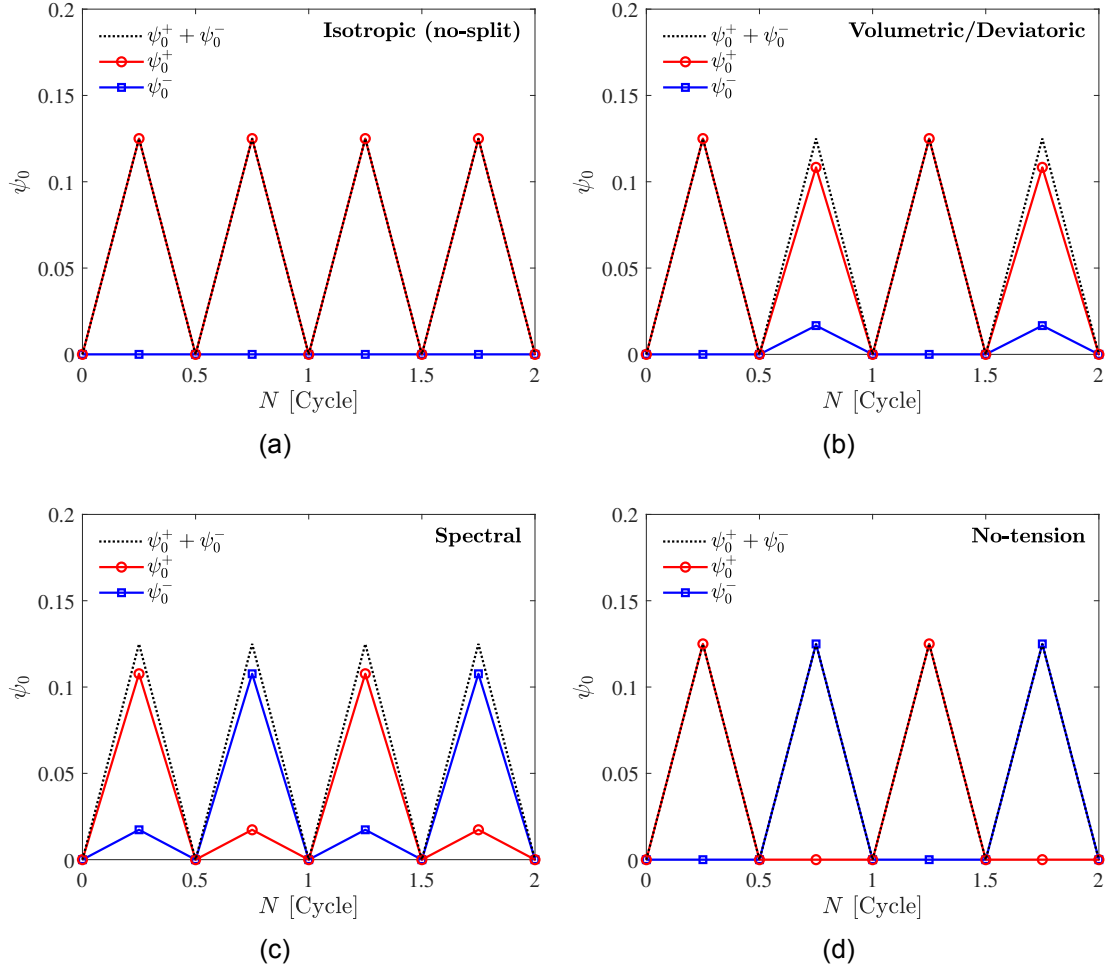 0.2
0.15
0.1
0.05
0
ψ₀
ψ₀⁺ + ψ₀⁻
ψ₀⁺
ψ₀⁻
Isotropic (no-split)
0 0.5 1 1.5 2
N [Cycle]
(a)
0.2
0.15
0.1
0.05
0
ψ₀
ψ₀⁺ + ψ₀⁻
ψ₀⁺
ψ₀⁻
Volumetric/Deviatoric
0 0.5 1 1.5 2
N [Cycle]
(b)
0.2
0.15
0.1
0.05
0
ψ₀
ψ₀⁺ + ψ₀⁻
ψ₀⁺
ψ₀⁻
Spectral
0 0.5 1 1.5 2
N [Cycle]
(c)
0.2
0.15
0.1
0.05
0
ψ₀
ψ₀⁺ + ψ₀⁻
ψ₀⁺
ψ₀⁻
No-tension
0 0.5 1 1.5 2
N [Cycle]
(d)